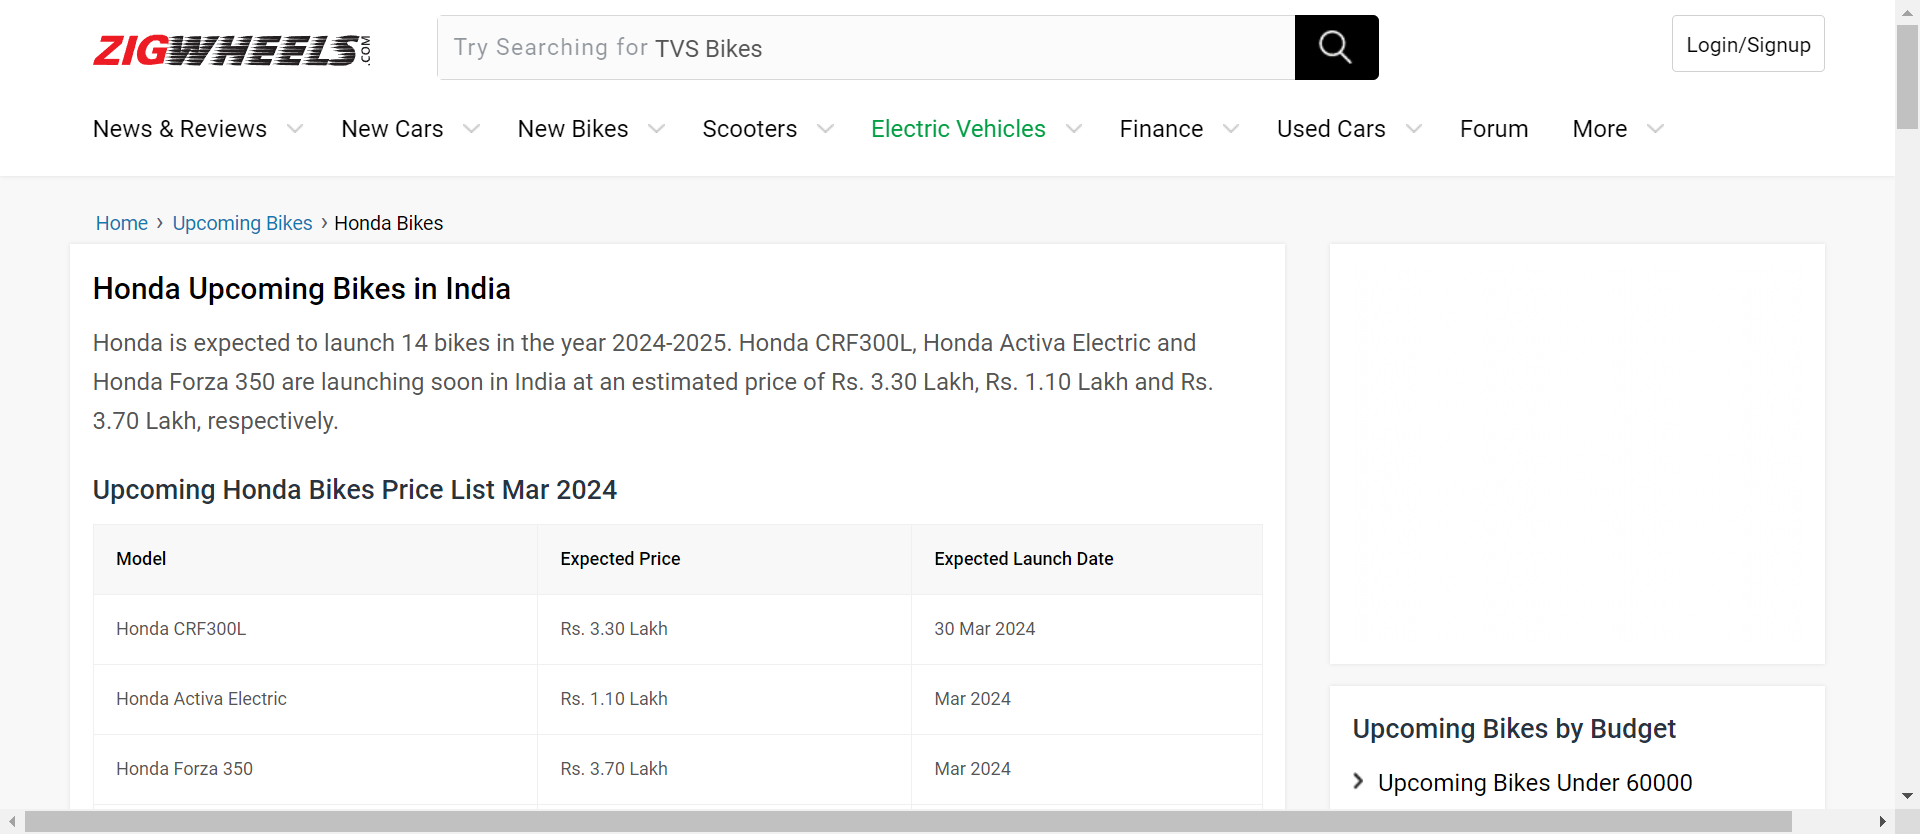 ZIGWHEELS.COM
Try Searching for TVS Bikes
Login/Signup
News & Reviews New Cars New Bikes Scooters Electric Vehicles Finance Used Cars Forum More
Home › Upcoming Bikes › Honda Bikes
Honda Upcoming Bikes in India
Honda is expected to launch 14 bikes in the year 2024-2025. Honda CRF300L, Honda Activa Electric and
Honda Forza 350 are launching soon in India at an estimated price of Rs. 3.30 Lakh, Rs. 1.10 Lakh and Rs.
3.70 Lakh, respectively.
Upcoming Honda Bikes Price List Mar 2024
Model Expected Price Expected Launch Date
Honda CRF300L Rs. 3.30 Lakh 30 Mar 2024
Honda Activa Electric Rs. 1.10 Lakh Mar 2024
Honda Forza 350 Rs. 3.70 Lakh Mar 2024
Upcoming Bikes by Budget
Upcoming Bikes Under 60000